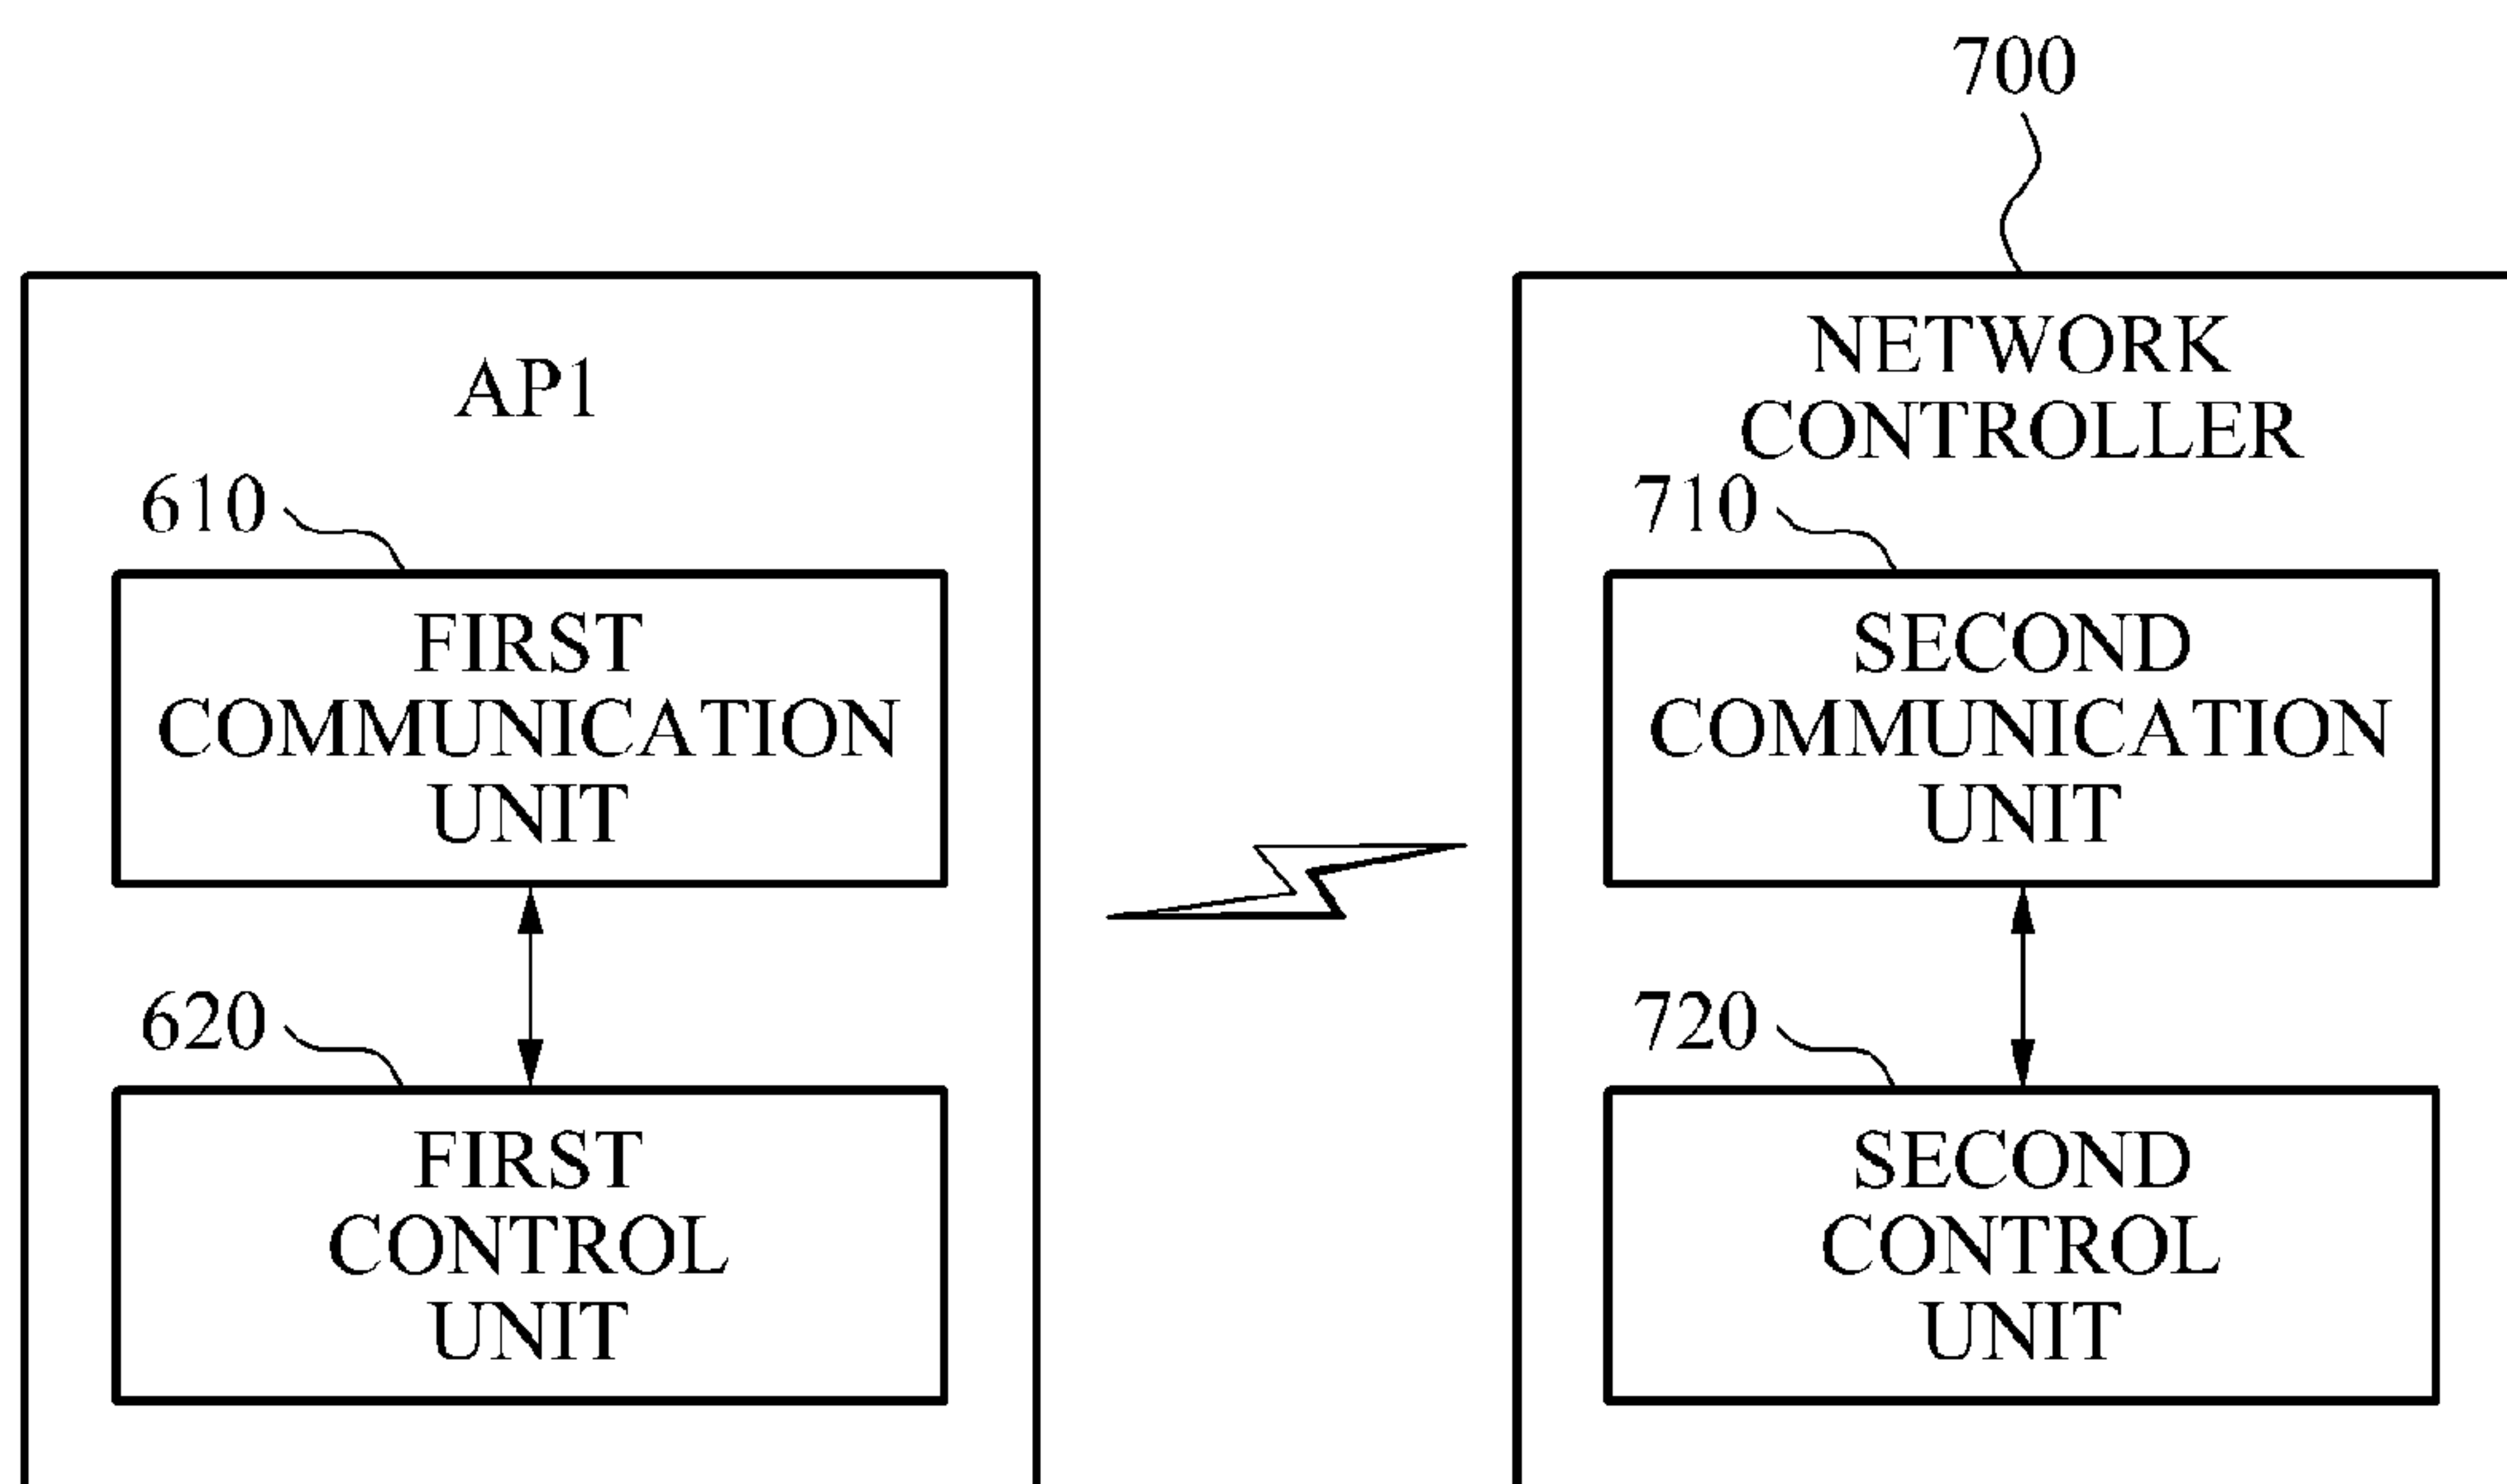 700
AP1
610
FIRST
COMMUNICATION
UNIT
620
FIRST
CONTROL
UNIT
NETWORK
CONTROLLER
710
SECOND
COMMUNICATION
UNIT
720
SECOND
CONTROL
UNIT